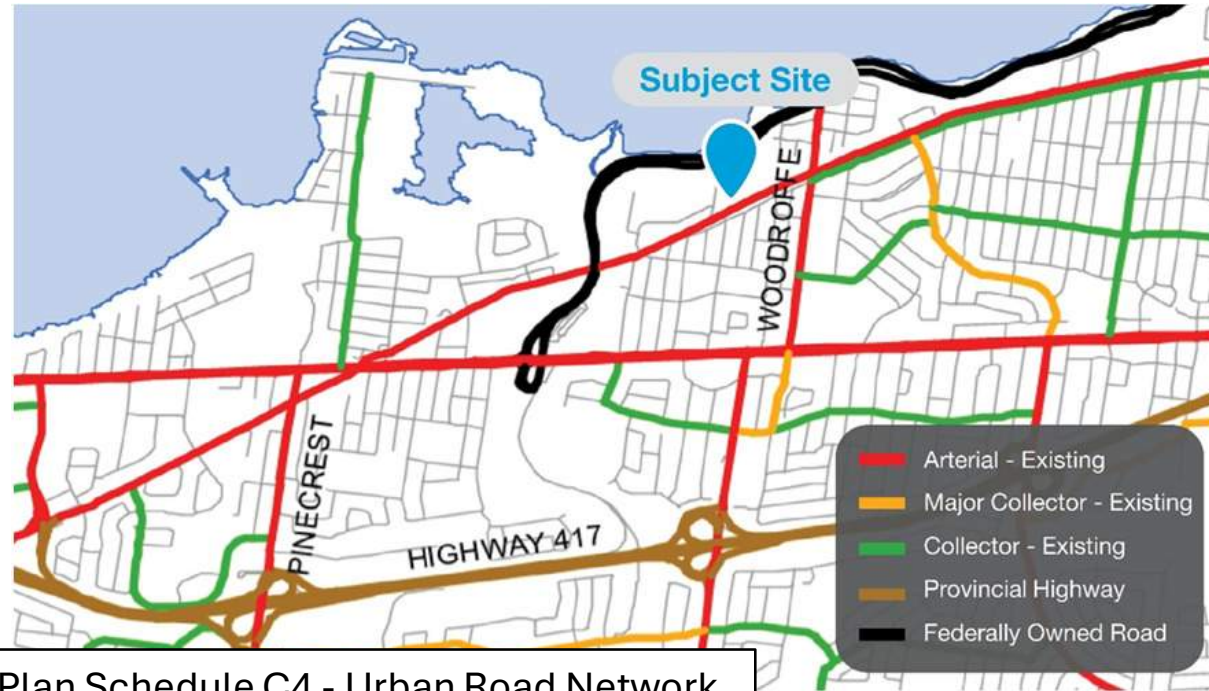 Subject Site
WOODROFFE
PINECREST
HIGHWAY 417
Arterial - Existing
Major Collector - Existing
Collector - Existing
Provincial Highway
Federally Owned Road
Plan Schedule C4 - Urban Road Network